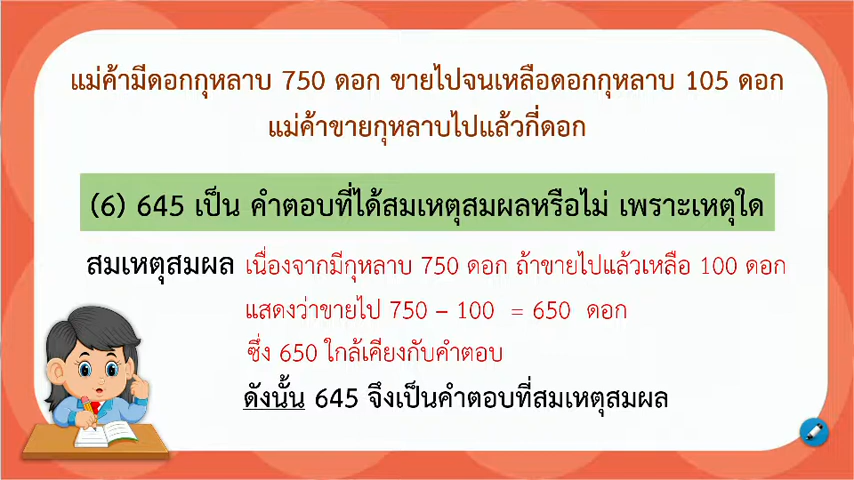 แม่ค้ามีดอกกุหลาบ 750 ดอก ขายไปจนเหลือดอกกุหลาบ 105 ดอก
แม่ค้าขายกุหลาบไปแล้วกี่ดอก
(6) 645 เป็น คำตอบที่ได้สมเหตุสมผลหรือไม่ เพราะเหตุใด
สมเหตุสมผล เนื่องจากมีกุหลาบ 750 ดอก ถ้าขายไปแล้วเหลือ 100 ดอก
แสดงว่าขายไป 750 – 100 = 650 ดอก
ซึ่ง 650 ใกล้เคียงกับคำตอบ
ดังนั้น 645 จึงเป็นคำตอบที่สมเหตุสมผล